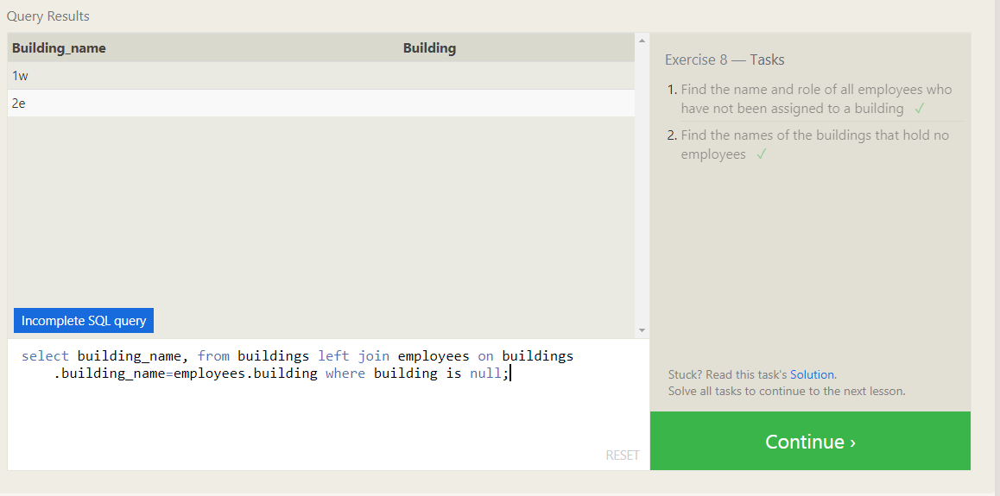 Query Results
Building_name Building
1w
2e
Incomplete SQL query
select building_name, from buildings left join employees on buildings
.building_name=employees.building where building is null;
RESET
Exercise 8 — Tasks
1. Find the name and role of all employees who
have not been assigned to a building ✓
2. Find the names of the buildings that hold no
employees ✓
Stuck? Read this task's Solution.
Solve all tasks to continue to the next lesson.
Continue ›